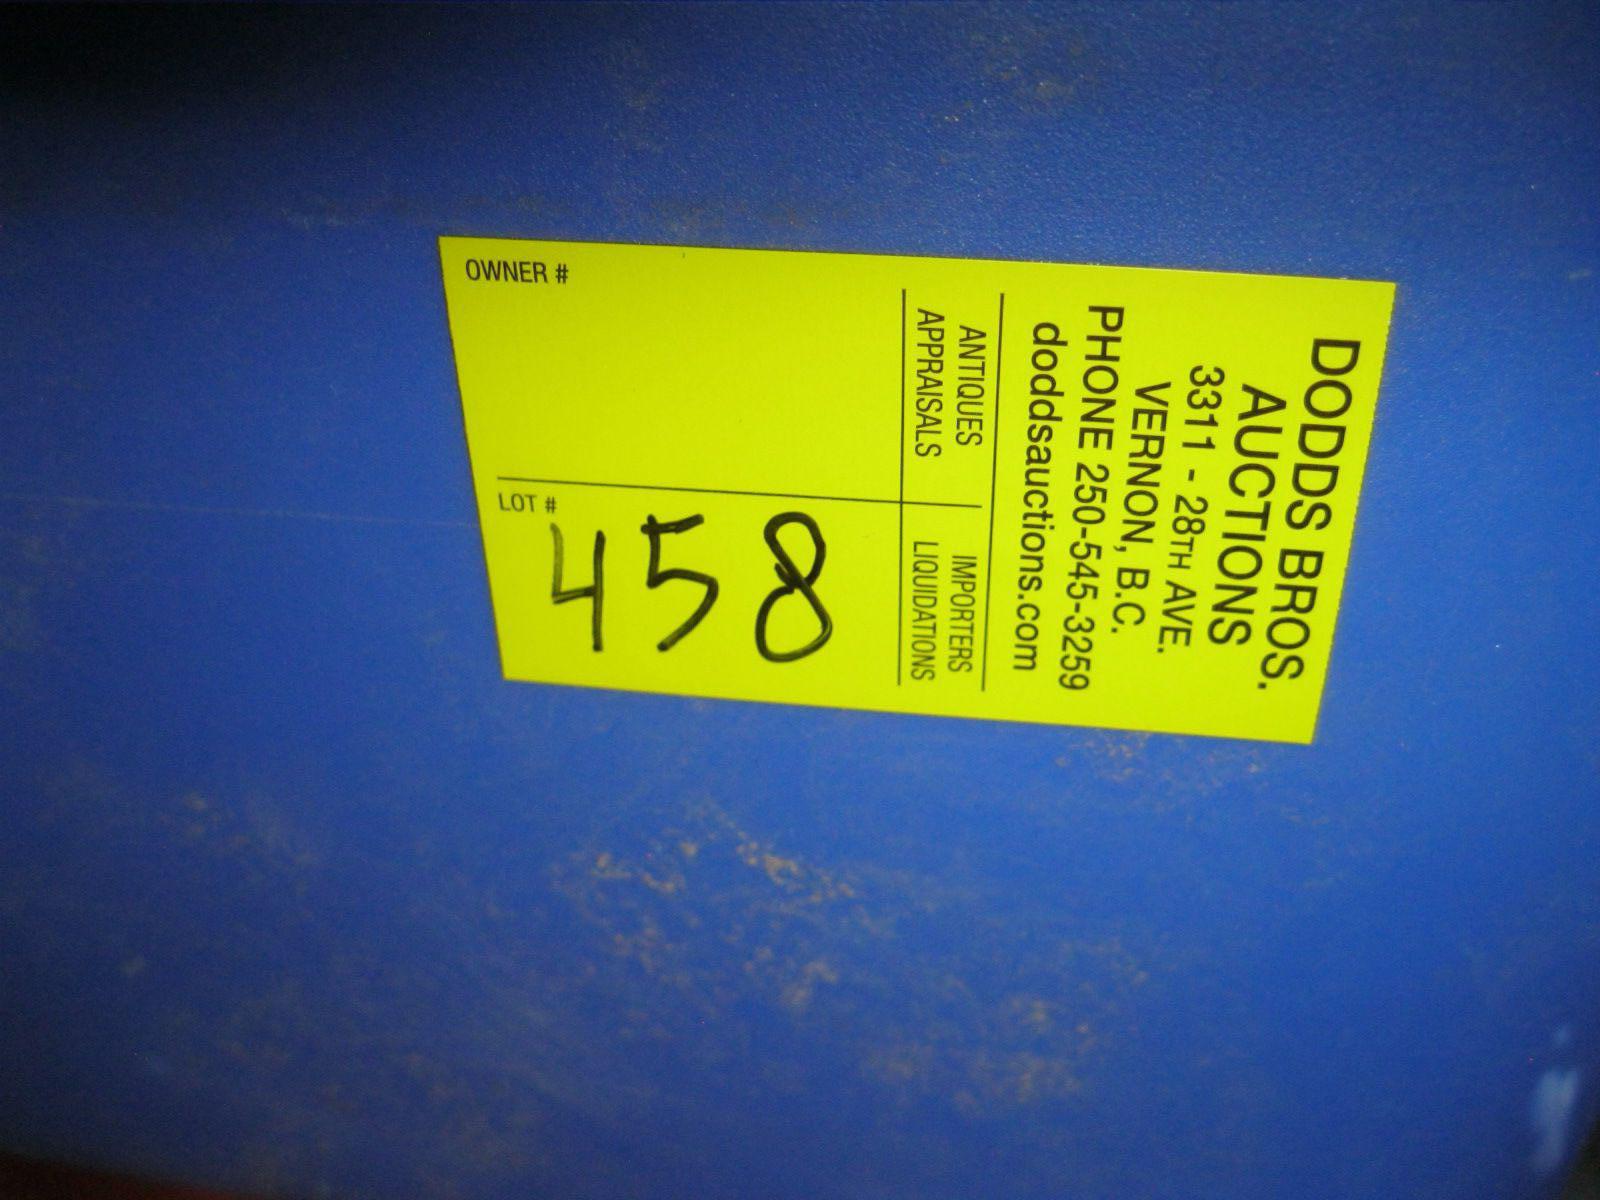 DODDS BROS.
AUCTIONS
3311 - 28TH AVE.
VERNON, B.C.
PHONE 250-545-3259
doddsauctions.com
ANTIQUES
APPRAISALS
IMPORTERS
LIQUIDATIONS
OWNER #
LOT #
458